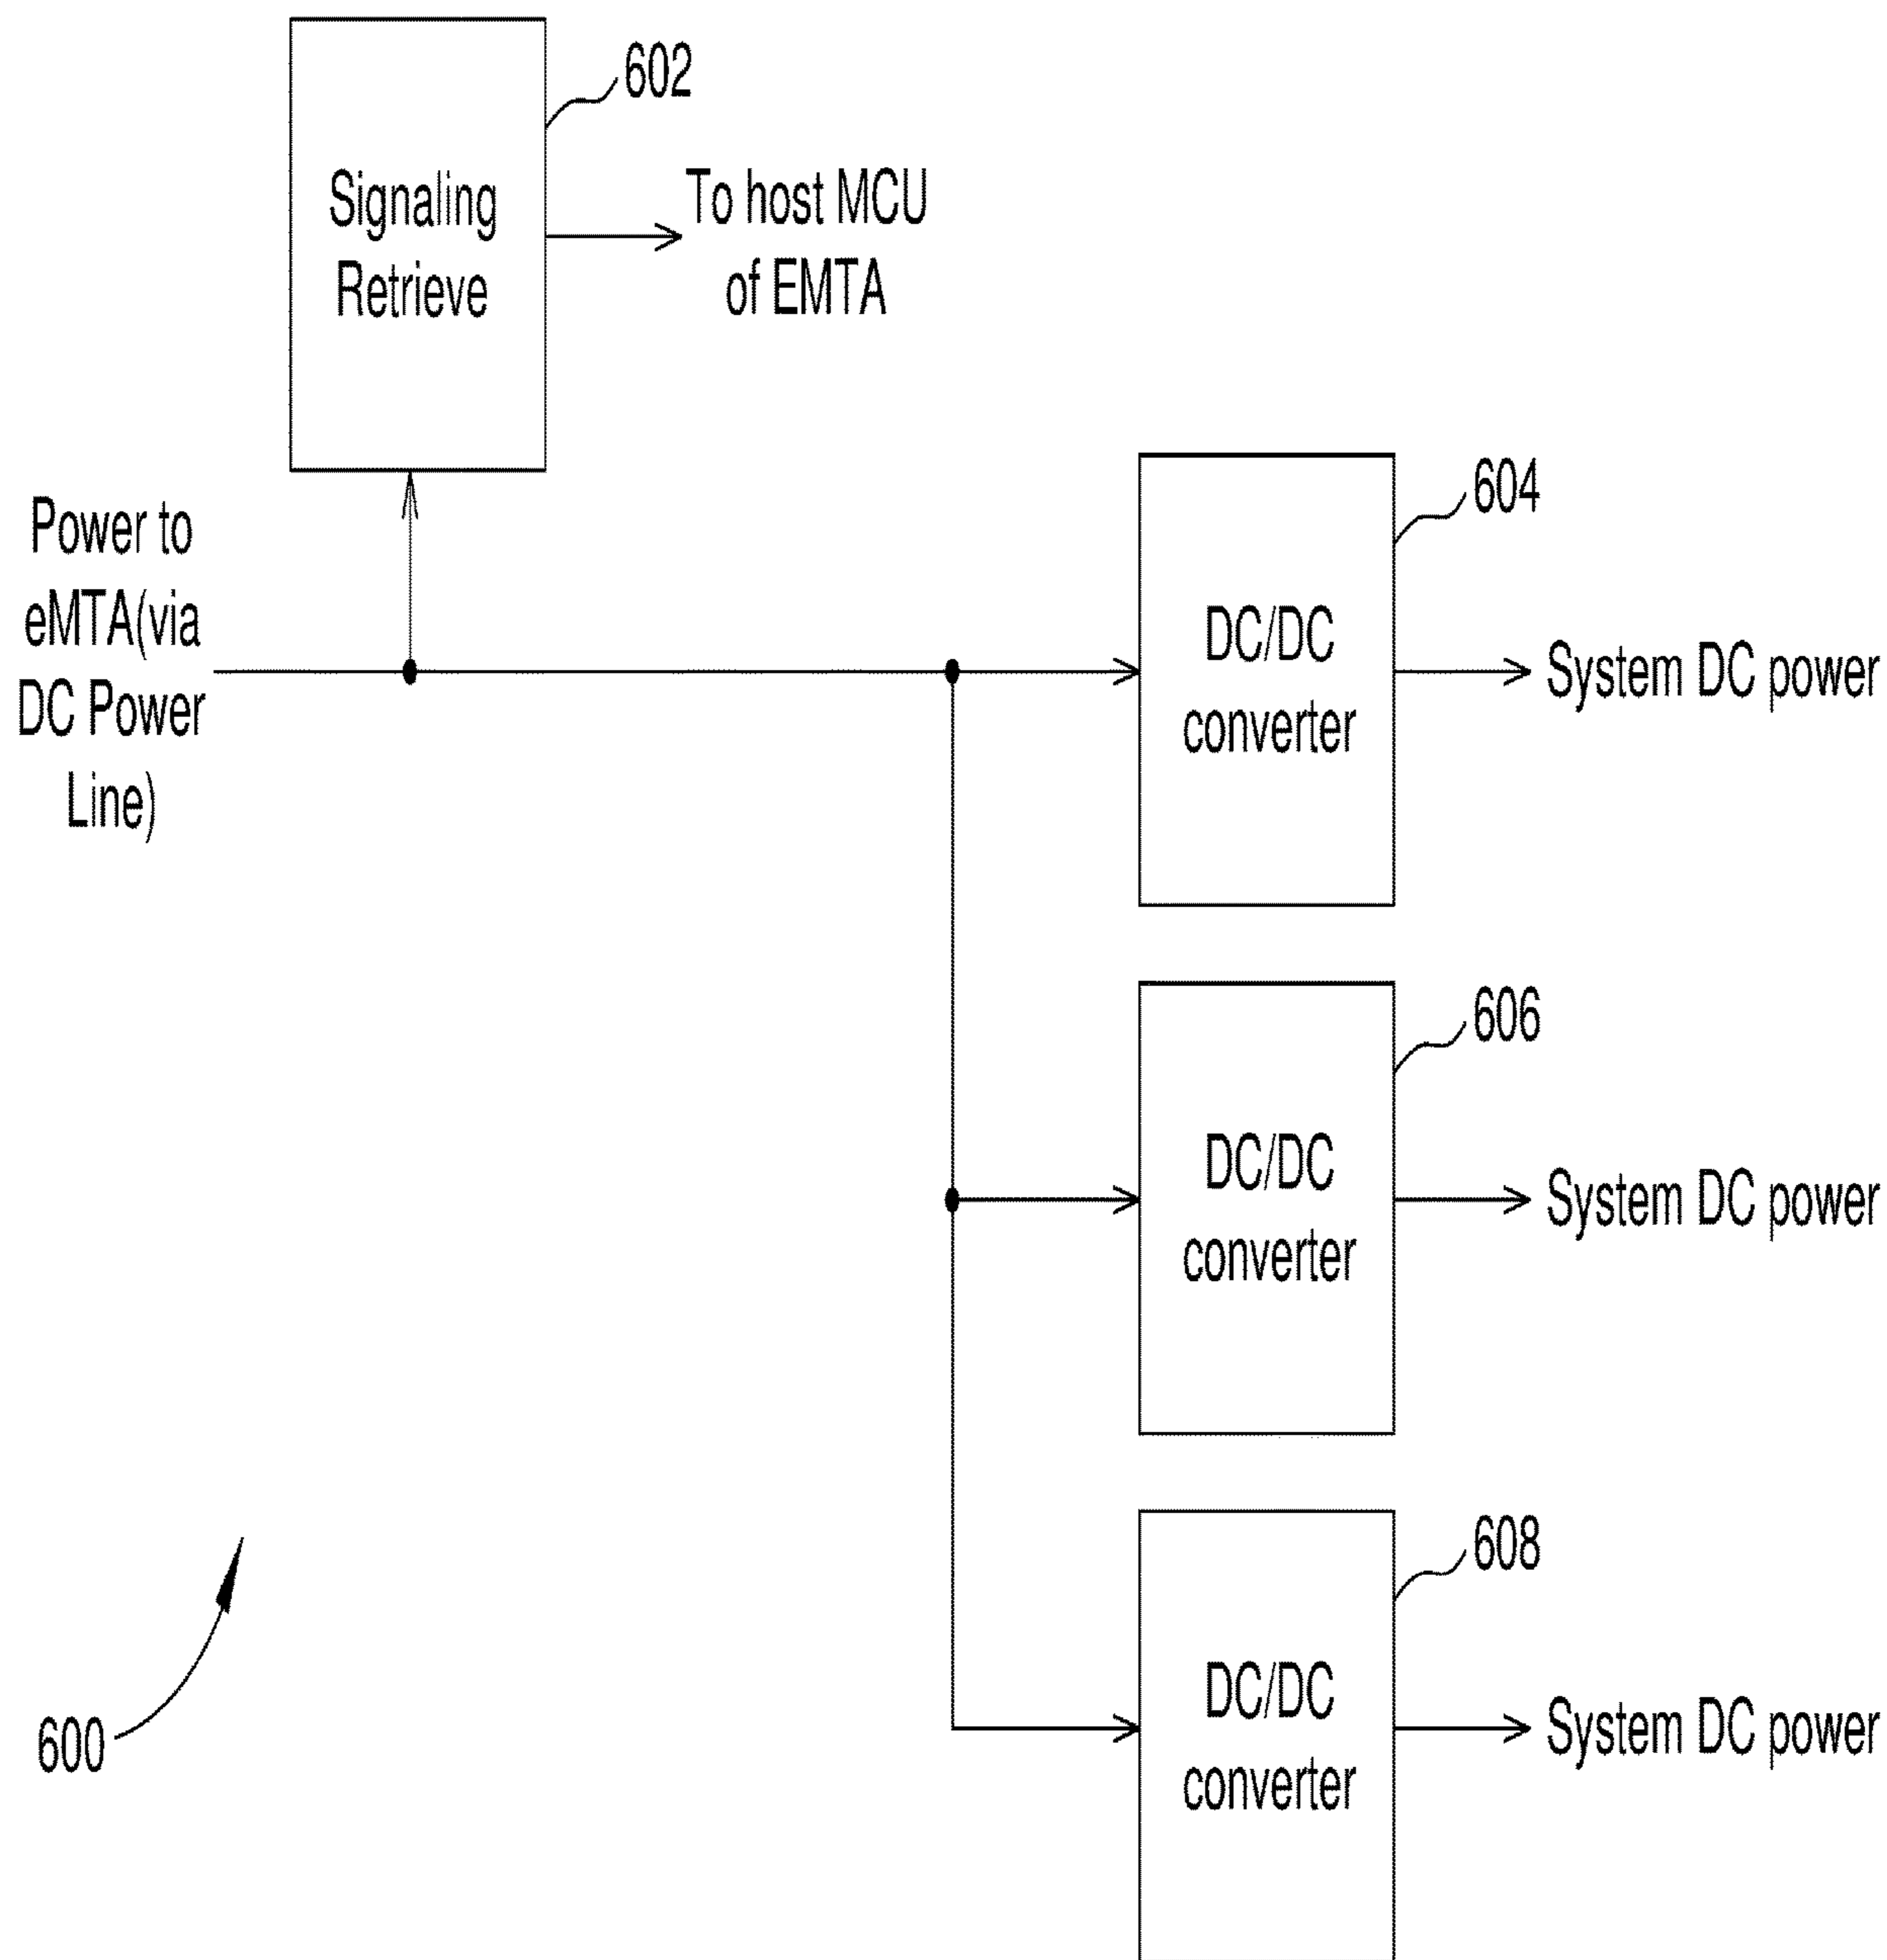 602
Signaling
Retrieve
To host MCU
of EMTA
Power to
eMTA(via
DC Power
Line)
604
DC/DC
converter
System DC power
606
DC/DC
converter
System DC power
608
DC/DC
converter
System DC power
600